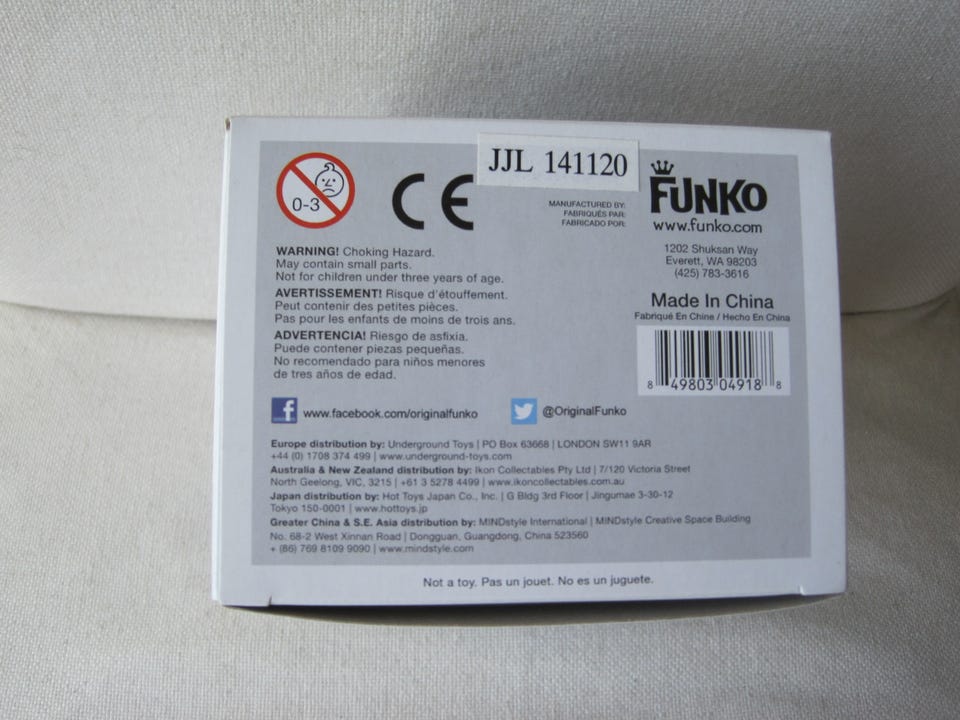 JJL 141120
0-3
CE
MANUFACTURED BY:
FABRIQUÉS PAR:
FABRICADO POR:
FUNKO
www.funko.com
1202 Shuksan Way
Everett, WA 98203
(425) 783-3616
Made In China
Fabriqué En Chine / Hecho En China
8 49803 04918 8
WARNING! Choking Hazard.
May contain small parts.
Not for children under three years of age.
AVERTISSEMENT! Risque d'étouffement.
Peut contenir des petites pièces.
Pas pour les enfants de moins de trois ans.
ADVERTENCIA! Riesgo de asfixia.
Puede contener piezas pequeñas.
No recomendado para niños menores
de tres años de edad.
f www.facebook.com/originalfunko
@OriginalFunko
Europe distribution by: Underground Toys | PO Box 63668 | LONDON SW11 9AR
+44 (0) 1708 374 499 | www.underground-toys.com
Australia & New Zealand distribution by: Ikon Collectables Pty Ltd | 7/120 Victoria Street
North Geelong, VIC, 3215 | +61 3 5278 4499 | www.ikoncollectables.com.au
Japan distribution by: Hot Toys Japan Co., Inc. | G Bldg 3rd Floor | Jingumae 3-30-12
Tokyo 150-0001 | www.hottoys.jp
Greater China & S.E. Asia distribution by: MINDstyle International | MINDstyle Creative Space Building
No. 68-2 West Xinnan Road | Dongguan, Guangdong, China 523560
+ (86) 769 8109 9090 | www.mindstyle.com
Not a toy. Pas un jouet. No es un juguete.